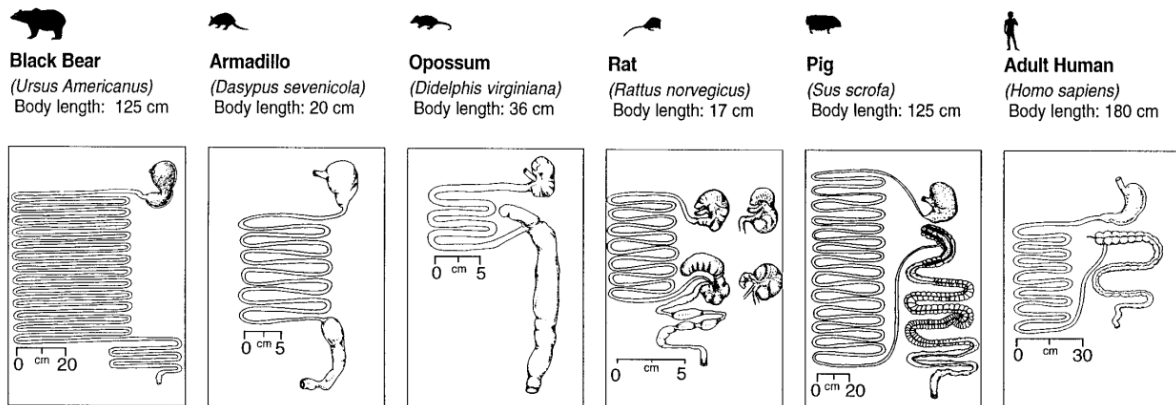 Black Bear
(Ursus Americanus)
Body length: 125 cm
Armadillo
(Dasypus sevenicola)
Body length: 20 cm
Opossum
(Didelphis virginiana)
Body length: 36 cm
Rat
(Rattus norvegicus)
Body length: 17 cm
Pig
(Sus scrofa)
Body length: 125 cm
Adult Human
(Homo sapiens)
Body length: 180 cm
0 cm 20
0 cm 5
0 cm 5
0 cm 5
0 cm 20
0 cm 30